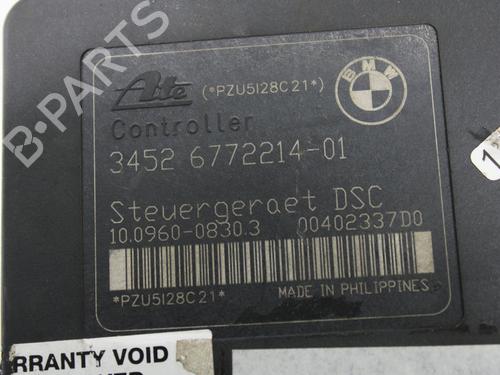 Ate (*PZU5I28C21*)
BMW
Controller
3452 6772214-01
Steuergeraet DSC
10.0960-0830.3 00402337D0
*PZU5I28C21*
MADE IN PHILIPPINES
B-Parts
1
RRANTY VOID